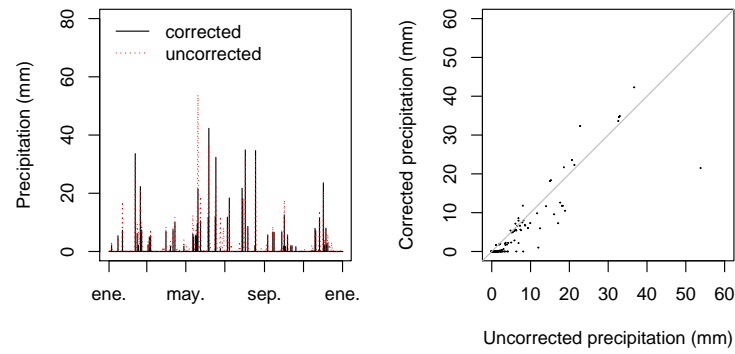 Precipitation (mm)
80
60
40
20
0
corrected
uncorrected
ene.
may.
sep.
ene.
Corrected precipitation (mm)
60
50
40
30
20
10
0
0 10 20 30 40 50 60
Uncorrected precipitation (mm)